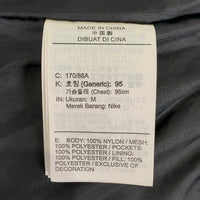 MADE IN CHINA
中国製
DIBUAT DI CINA
C: 170/88A
K: 호칭 (Generic): 95
가슴둘레 (Chest): 95cm
IN: Likuran: M
Merek Barang: Nike
E: BODY: 100% NYLON / MESH:
100% POLYESTER / POCKETS:
100% POLYESTER / LINING:
100% POLYESTER / FILL: 100%
POLYESTER / EXCLUSIVE OF
DECORATION